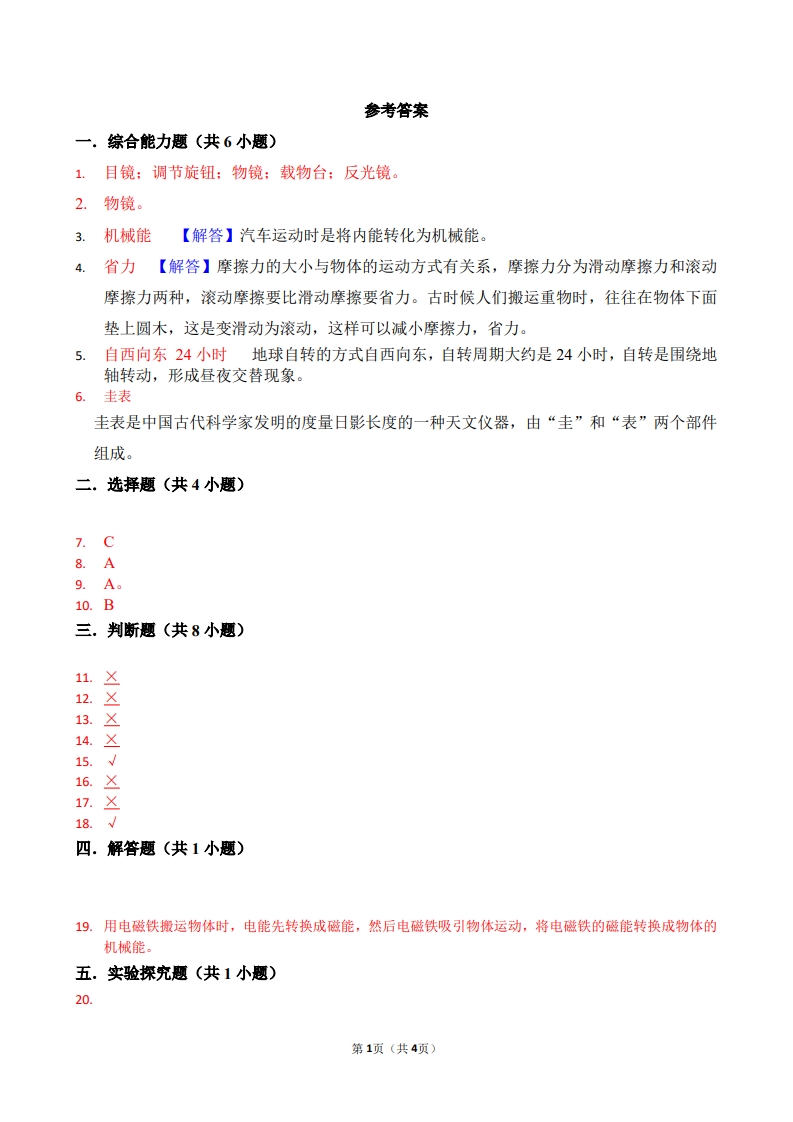 参考答案
一．综合能力题（共 6 小题）
1. 目镜；调节旋钮；物镜；载物台；反光镜。
2. 物镜。
3. 机械能 【解答】汽车运动时是将内能转化为机械能。
4. 省力 【解答】摩擦力的大小与物体的运动方式有关系，摩擦力分为滑动摩擦力和滚动
摩擦力两种，滚动摩擦要比滑动摩擦要省力。古时候人们搬运重物时，往往在物体下面
垫上圆木，这是变滑动为滚动，这样可以减小摩擦力，省力。
5. 自西向东 24 小时 地球自转的方式自西向东，自转周期大约是 24 小时，自转是围绕地
轴转动，形成昼夜交替现象。
6. 圭表
圭表是中国古代科学家发明的度量日影长度的一种天文仪器，由“圭”和“表”两个部件
组成。
二．选择题（共 4 小题）
7. C
8. A
9. A。
10. B
三．判断题（共 8 小题）
11. ×
12. ×
13. ×
14. ×
15. √
16. ×
17. ×
18. √
四．解答题（共 1 小题）
19. 用电磁铁搬运物体时，电能先转换成磁能，然后电磁铁吸引物体运动，将电磁铁的磁能转换成物体的
机械能。
五．实验探究题（共 1 小题）
20.
第 1页（共 4页）